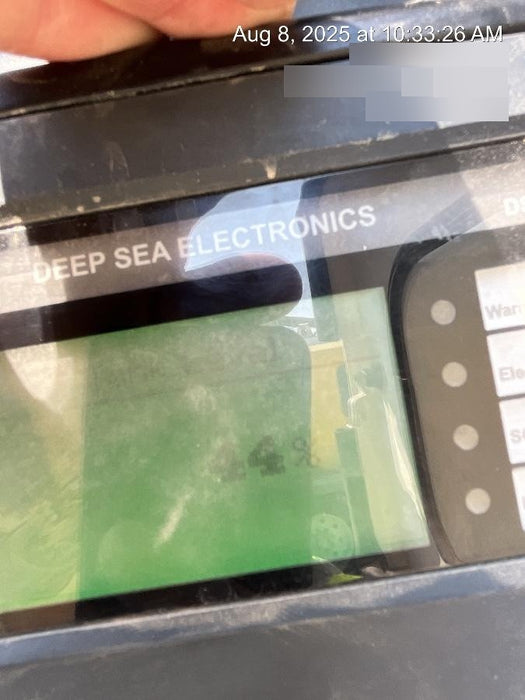 Aug 8, 2025 at 10:33:26 AM
DEEP SEA ELECTRONICS
44%